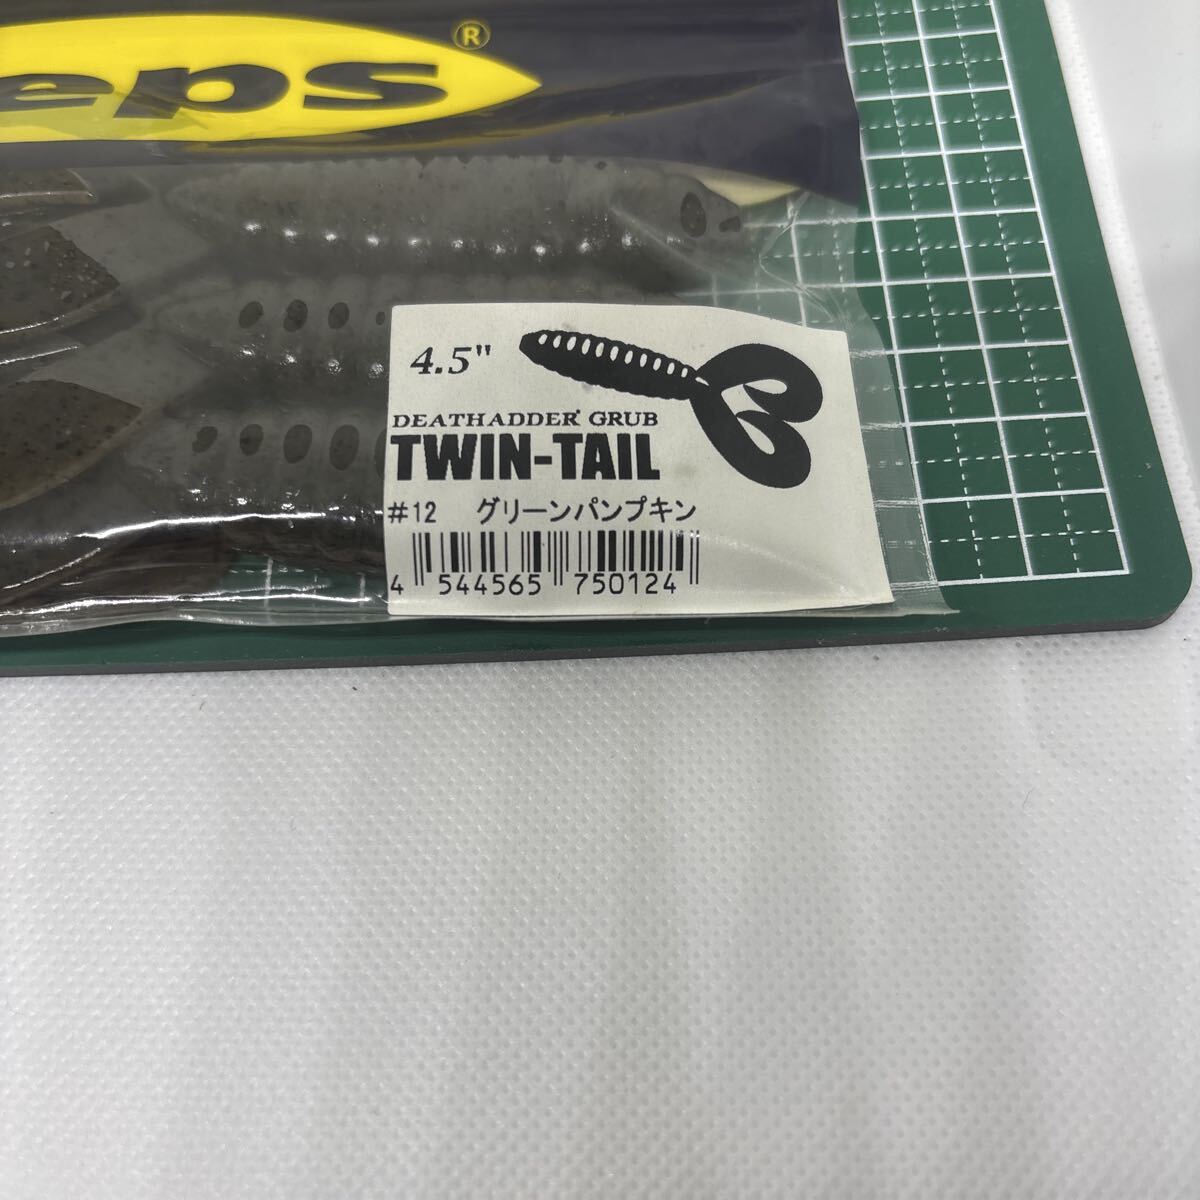 eps®
4.5"
DEATHADDER® GRUB
TWIN-TAIL
#12 グリーンパンプキン
4 544565 750124